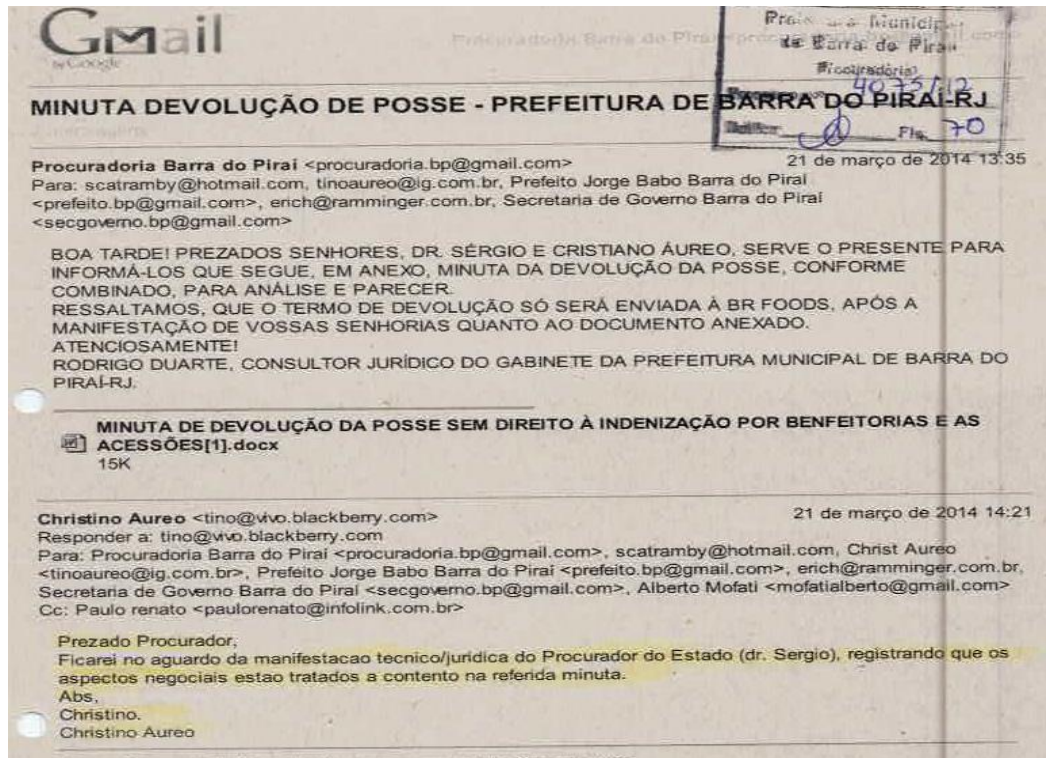 Gmail
by Google
de Barra do Piraí
Procuradoria
4073/12
MINUTA DEVOLUÇÃO DE POSSE - PREFEITURA DE BARRA DO PIRAÍ-RJ
Fls. 70
Procuradoria Barra do Piraí <procuradoria.bp@gmail.com>
21 de março de 2014 13:35
Para: scatramby@hotmail.com, tinoaureo@ig.com.br, Prefeito Jorge Babo Barra do Piraí
<prefeito.bp@gmail.com>, erich@ramminger.com.br, Secretaria de Governo Barra do Piraí
<secgoverno.bp@gmail.com>
BOA TARDE! PREZADOS SENHORES, DR. SÉRGIO E CRISTIANO ÁUREO, SERVE O PRESENTE PARA
INFORMÁ-LOS QUE SEGUE, EM ANEXO, MINUTA DA DEVOLUÇÃO DA POSSE, CONFORME
COMBINADO, PARA ANÁLISE E PARECER.
RESSALTAMOS, QUE O TERMO DE DEVOLUÇÃO SÓ SERÁ ENVIADA À BR FOODS, APÓS A
MANIFESTAÇÃO DE VOSSAS SENHORIAS QUANTO AO DOCUMENTO ANEXADO.
ATENCIOSAMENTE!
RODRIGO DUARTE, CONSULTOR JURÍDICO DO GABINETE DA PREFEITURA MUNICIPAL DE BARRA DO
PIRAÍ-RJ.
MINUTA DE DEVOLUÇÃO DA POSSE SEM DIREITO À INDENIZAÇÃO POR BENFEITORIAS E AS
ACESSÕES[1].docx
15K
Christino Aureo <tino@vivo.blackberry.com>
21 de março de 2014 14:21
Responder a: tino@vivo.blackberry.com
Para: Procuradoria Barra do Piraí <procuradoria.bp@gmail.com>, scatramby@hotmail.com, Christ Aureo
<tinoaureo@ig.com.br>, Prefeito Jorge Babo Barra do Piraí <prefeito.bp@gmail.com>, erich@ramminger.com.br,
Secretaria de Governo Barra do Piraí <secgoverno.bp@gmail.com>, Alberto Mofati <mofatialberto@gmail.com>
Cc: Paulo renato <paulorenato@infolink.com.br>
Prezado Procurador,
Ficarei no aguardo da manifestacao tecnico/juridica do Procurador do Estado (dr. Sergio), registrando que os
aspectos negociais estao tratados a contento na referida minuta.
Abs,
Christino.
Christino Aureo